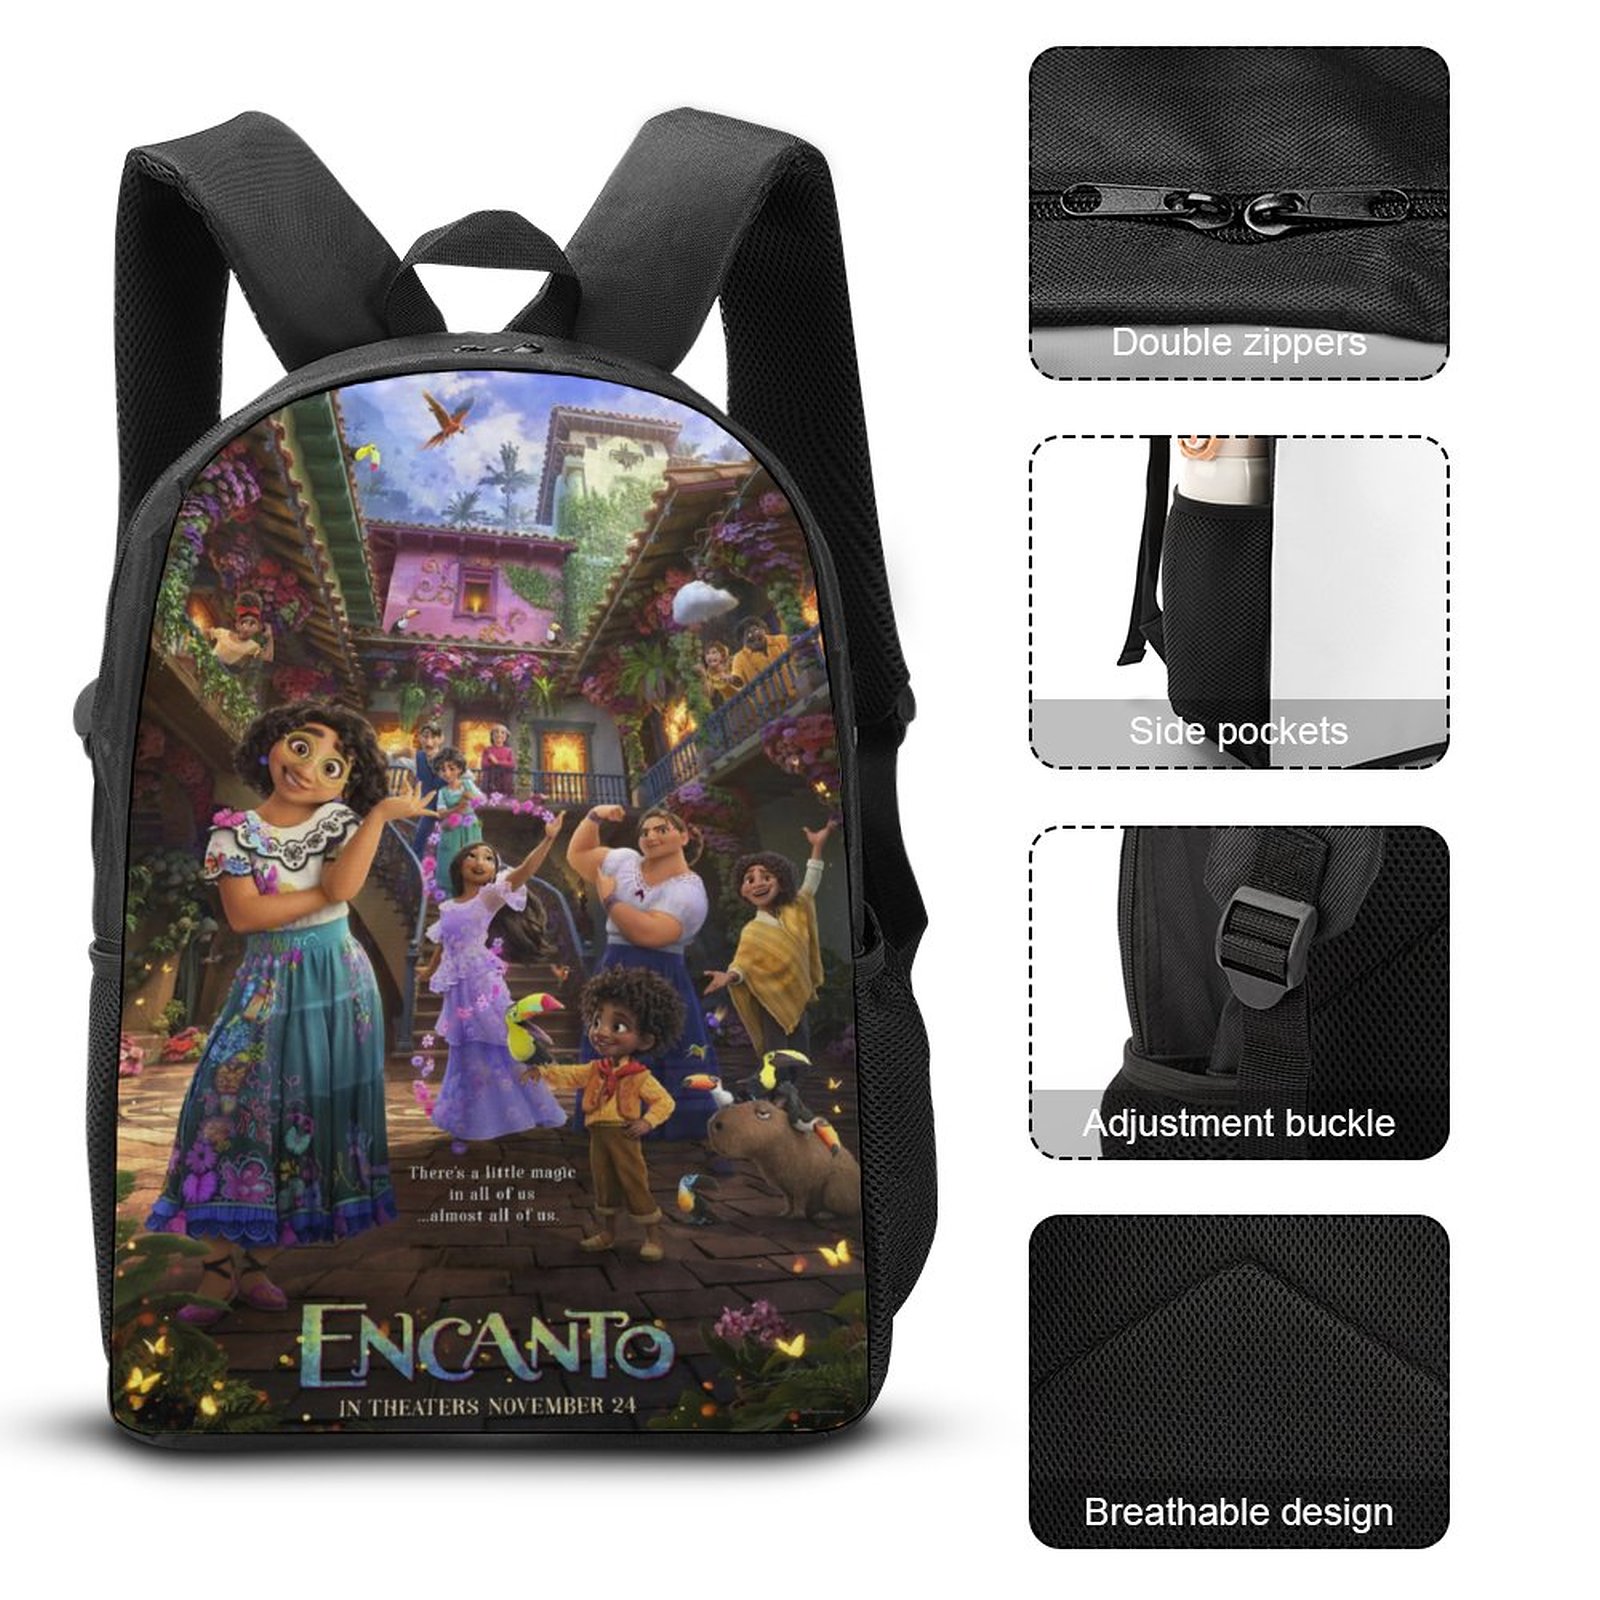 There's a little magic
in all of us
...almost all of us.
ENCANTO
IN THEATERS NOVEMBER 24
Double zippers
Side pockets
Adjustment buckle
Breathable design